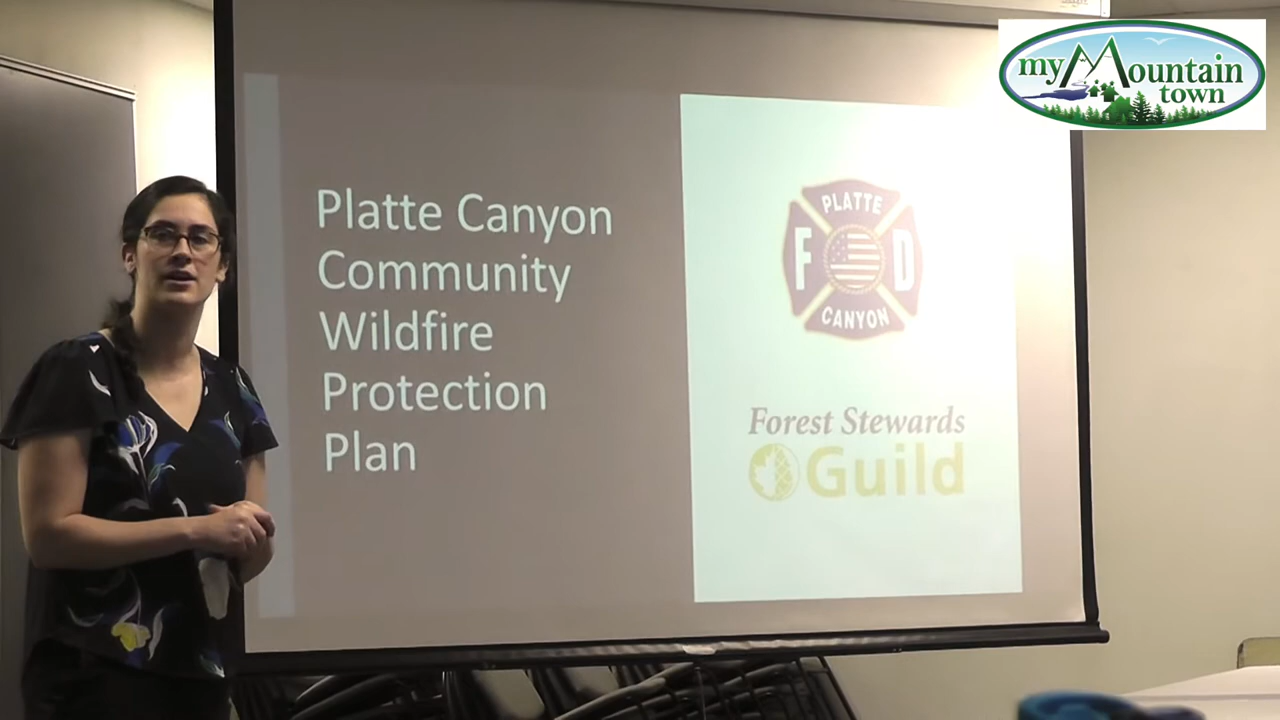 my Mountain
town
Platte Canyon
Community
Wildfire
Protection
Plan
PLATTE
F D
CANYON
Forest Stewards
Guild